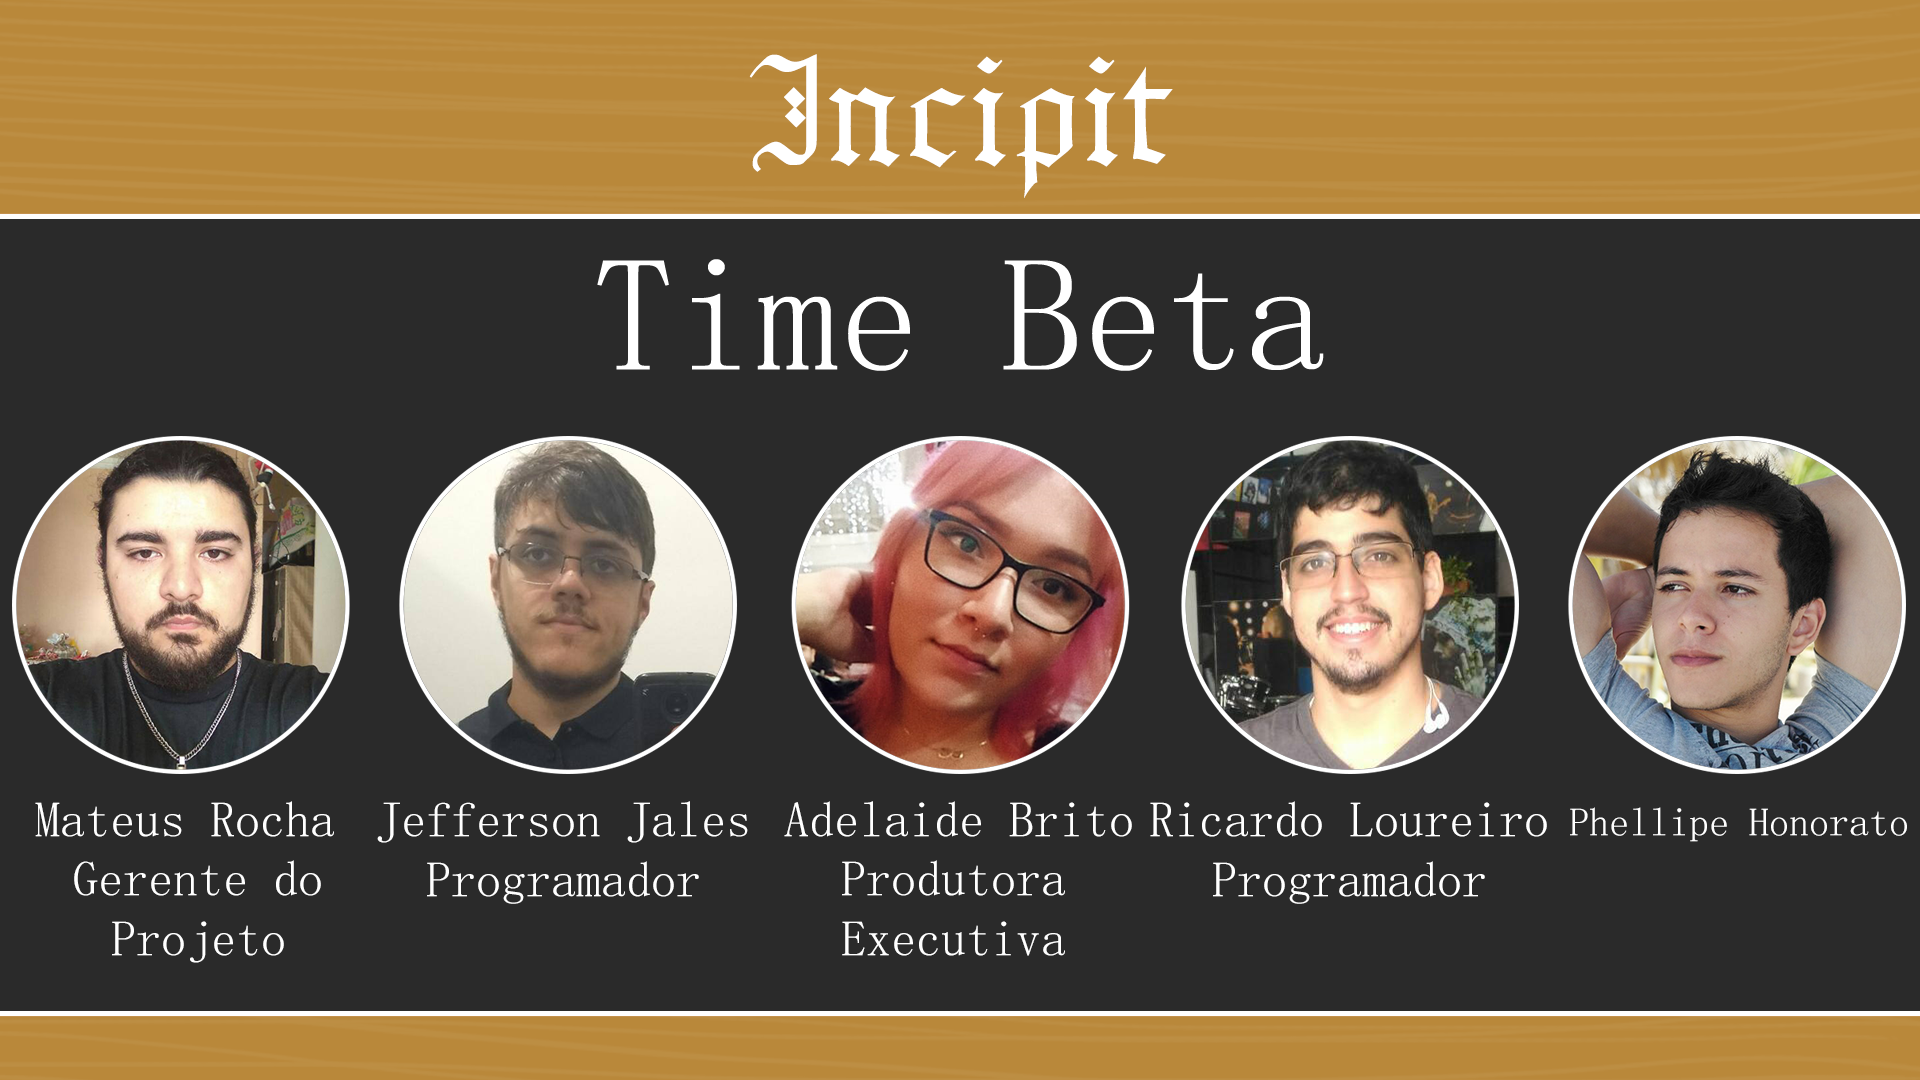 Incipit
Time Beta
Mateus Rocha
Gerente do
Projeto
Jefferson Jales
Programador
Adelaide Brito
Produtora
Executiva
Ricardo Loureiro
Programador
Phellipe Honorato